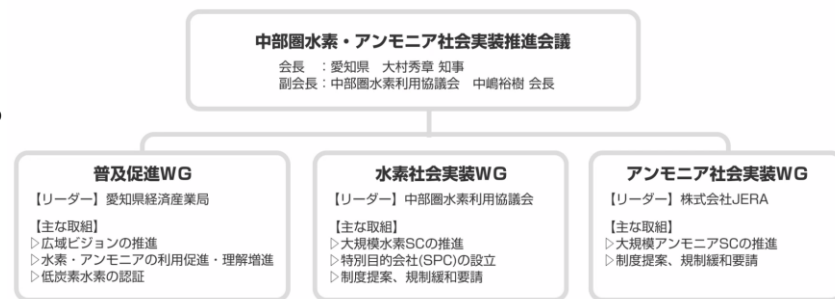 中部圏水素・アンモニア社会実装推進会議
会長　：愛知県　大村秀章 知事
副会長：中部圏水素利用協議会　中嶋裕樹 会長
普及促進WG
【リーダー】愛知県経済産業局
【主な取組】
▷広域ビジョンの推進
▷水素・アンモニアの利用促進・理解増進
▷低炭素水素の認証
水素社会実装WG
【リーダー】中部圏水素利用協議会
【主な取組】
▷大規模水素SCの推進
▷特別目的会社(SPC)の設立
▷制度提案、規制緩和要請
アンモニア社会実装WG
【リーダー】株式会社JERA
【主な取組】
▷大規模アンモニアSCの推進
▷制度提案、規制緩和要請